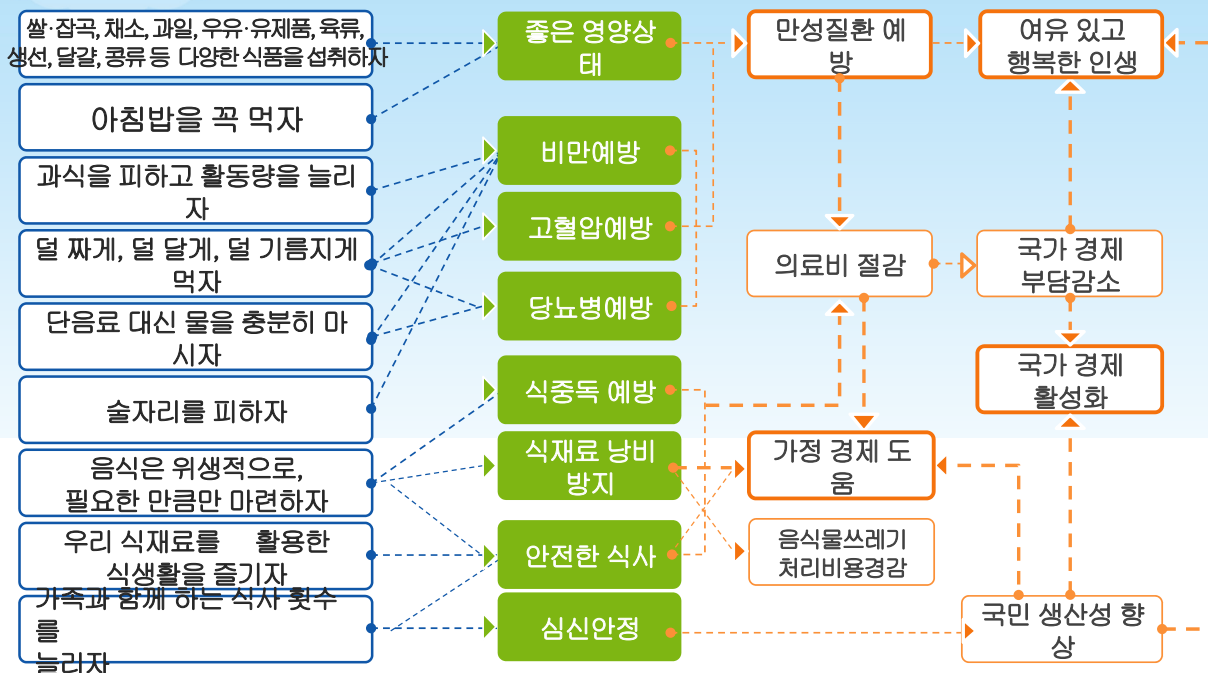 쌀·잡곡, 채소, 과일, 우유·유제품, 육류,
생선, 달걀, 콩류 등 다양한 식품을 섭취하자
아침밥을 꼭 먹자
과식을 피하고 활동량을 늘리
자
덜 짜게, 덜 달게, 덜 기름지게
먹자
단음료 대신 물을 충분히 마
시자
술자리를 피하자
음식은 위생적으로,
필요한 만큼만 마련하자
우리 식재료를 활용한
식생활을 즐기자
가족과 함께 하는 식사 횟수
를
늘리자
좋은 영양상
태
비만예방
고혈압예방
당뇨병예방
식중독 예방
식재료 낭비
방지
안전한 식사
심신안정
만성질환 예
방
의료비 절감
가정 경제 도
움
음식물쓰레기
처리비용경감
여유 있고
행복한 인생
국가 경제
부담감소
국가 경제
활성화
국민 생산성 향
상